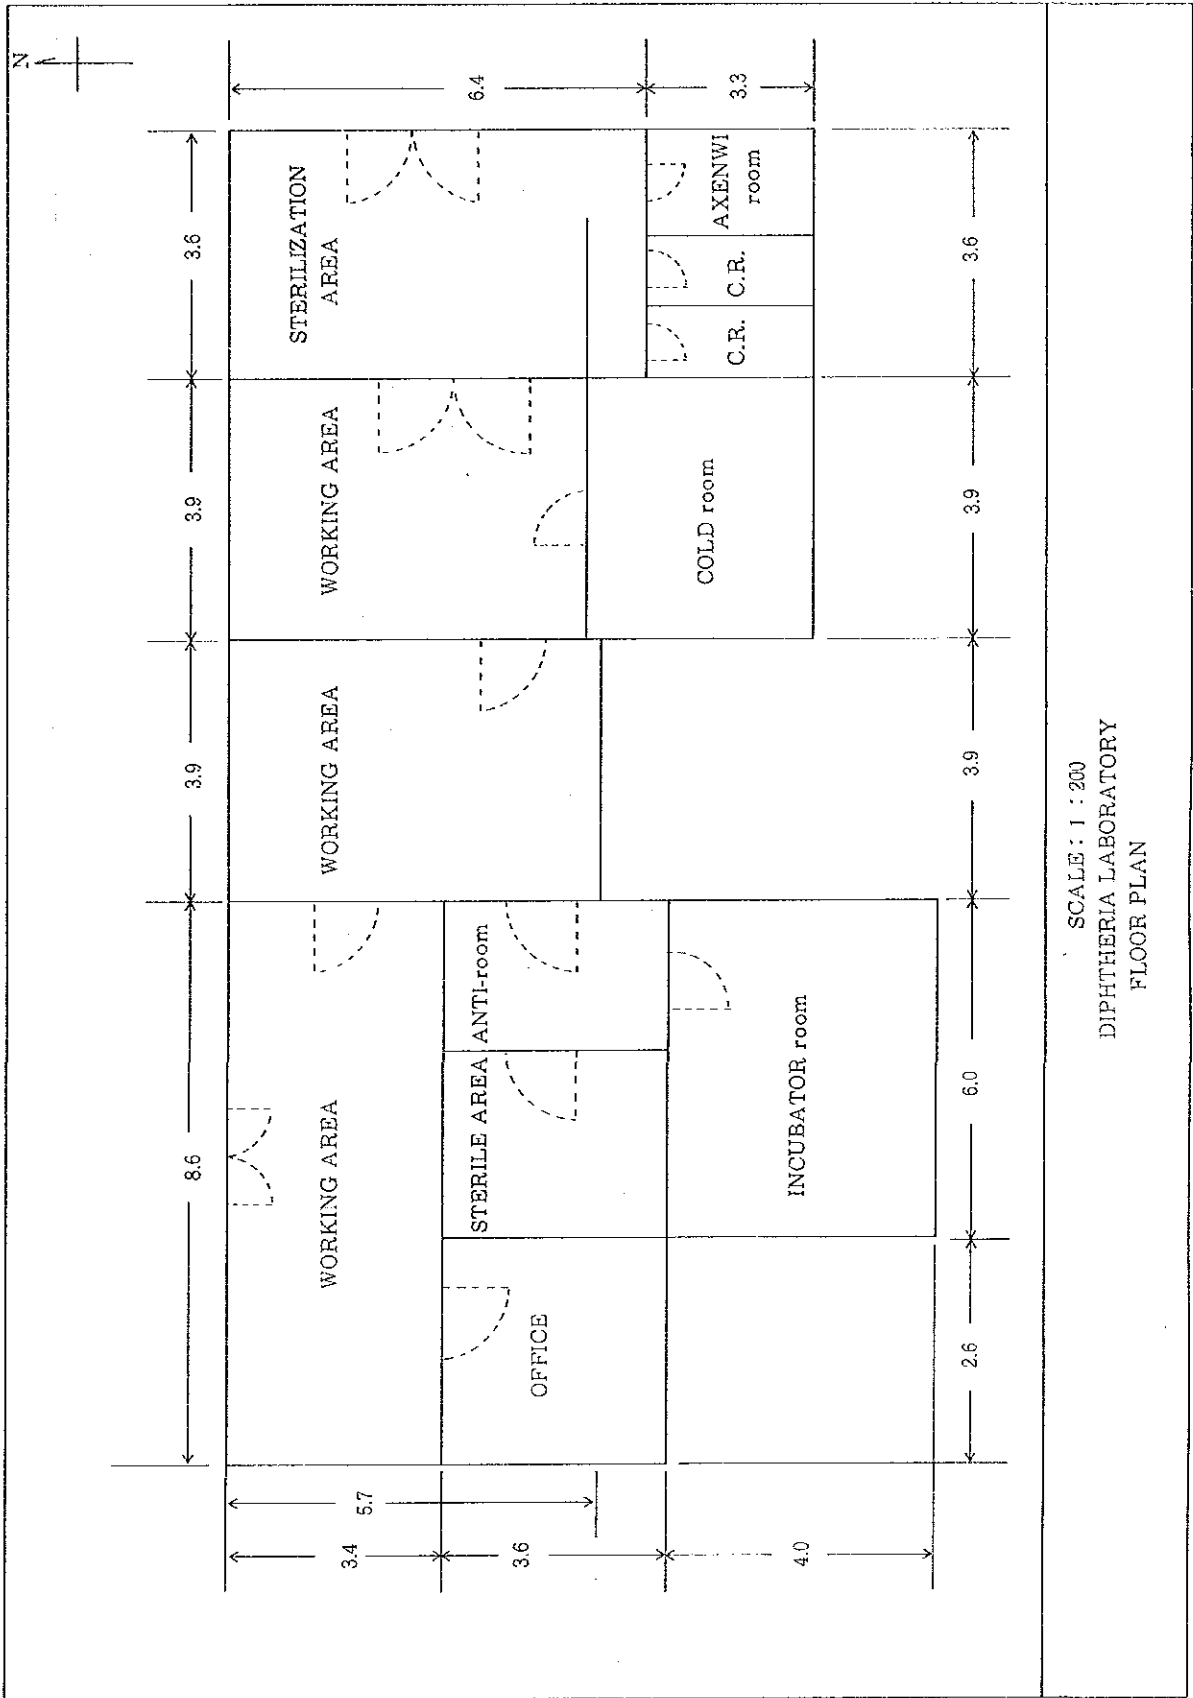 N
8.6
3.9
3.9
3.6
WORKING AREA
WORKING AREA
WORKING AREA
STERILIZATION
AREA
5.7
3.4
3.6
4.0
6.4
3.3
OFFICE
STERILE AREA
ANTI-room
INCUBATOR room
COLD room
C.R.
C.R.
AXENWI
room
2.6
6.0
3.9
3.9
3.6
SCALE : 1 : 200
DIPHTHERIA LABORATORY
FLOOR PLAN